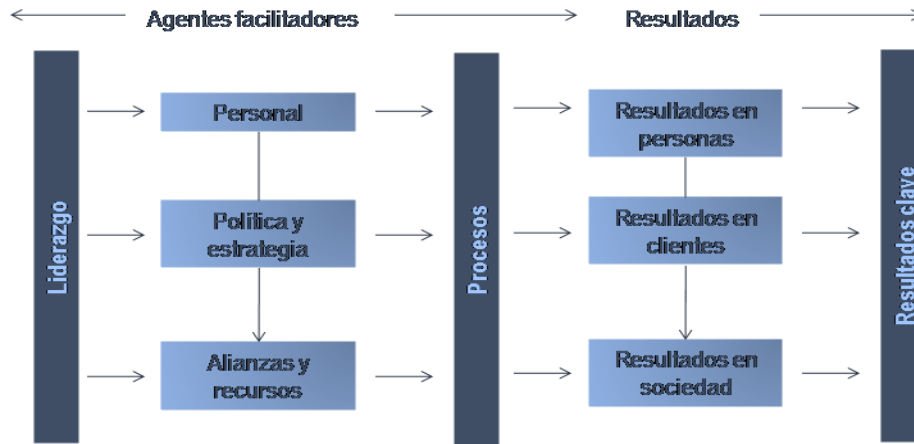 Agentes facilitadores
Resultados
Liderazgo
Personal
Política y
estrategia
Alianzas y
recursos
Procesos
Resultados en
personas
Resultados en
clientes
Resultados en
sociedad
Resultados clave